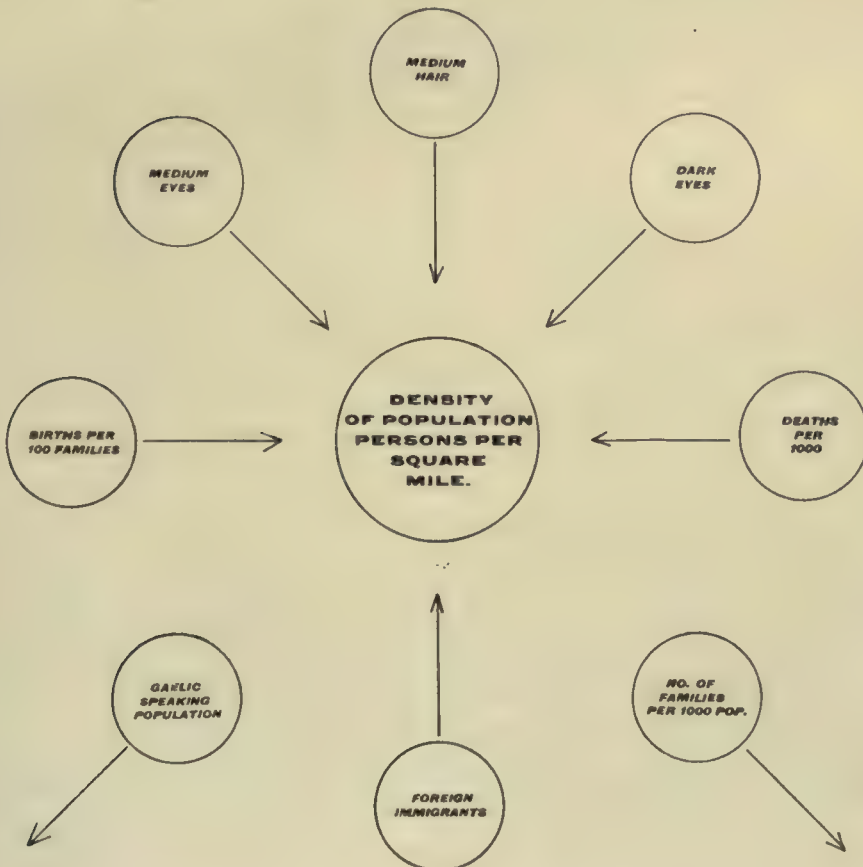 MEDIUM
HAIR
MEDIUM
EYES
DARK
EYES
BIRTHS PER
100 FAMILIES
DENSITY
OF POPULATION
PERSONS PER
SQUARE
MILE.
DEATHS
PER
1000
GAELIC
SPEAKING
POPULATION
NO. OF
FAMILIES
PER 1000 POP.
FOREIGN
IMMIGRANTS